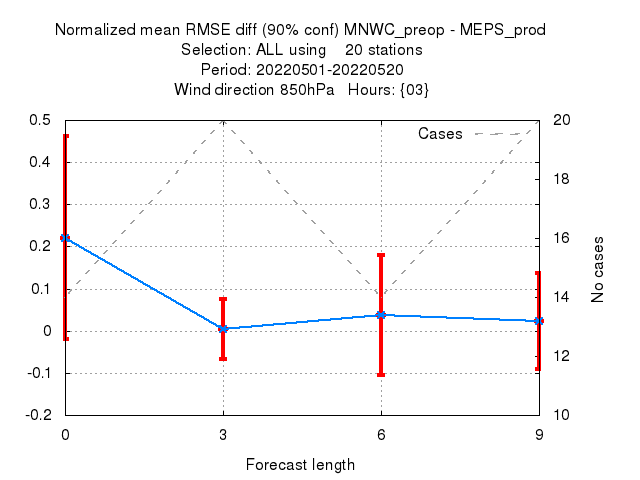 Normalized mean RMSE diff (90% conf) MNWC_preop - MEPS_prod
Selection: ALL using    20 stations
Period: 20220501-20220520
Wind direction 850hPa   Hours: {03}
Cases
0.5
0.4
0.3
0.2
0.1
0
-0.1
-0.2
20
18
16
14
12
10
No cases
0
3
6
9
Forecast length